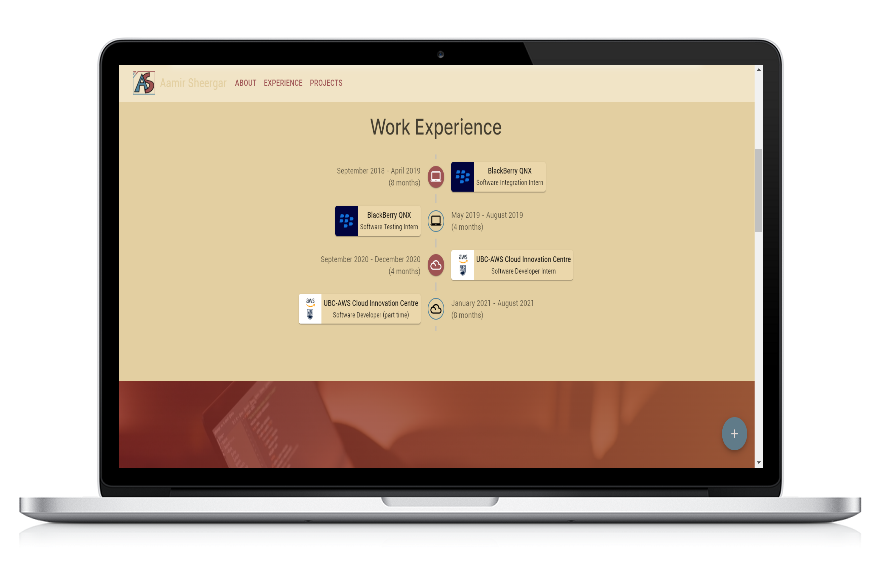 AS
Aamir Sheergar
ABOUT EXPERIENCE PROJECTS
Work Experience
September 2018 - April 2019
(8 months)
BlackBerry QNX
Software Integration Intern
BlackBerry QNX
Software Testing Intern
May 2019 - August 2019
(4 months)
September 2020 - December 2020
(4 months)
aws
UBC-AWS Cloud Innovation Centre
Software Developer Intern
aws
UBC-AWS Cloud Innovation Centre
Software Developer (part time)
January 2021 - August 2021
(8 months)
+